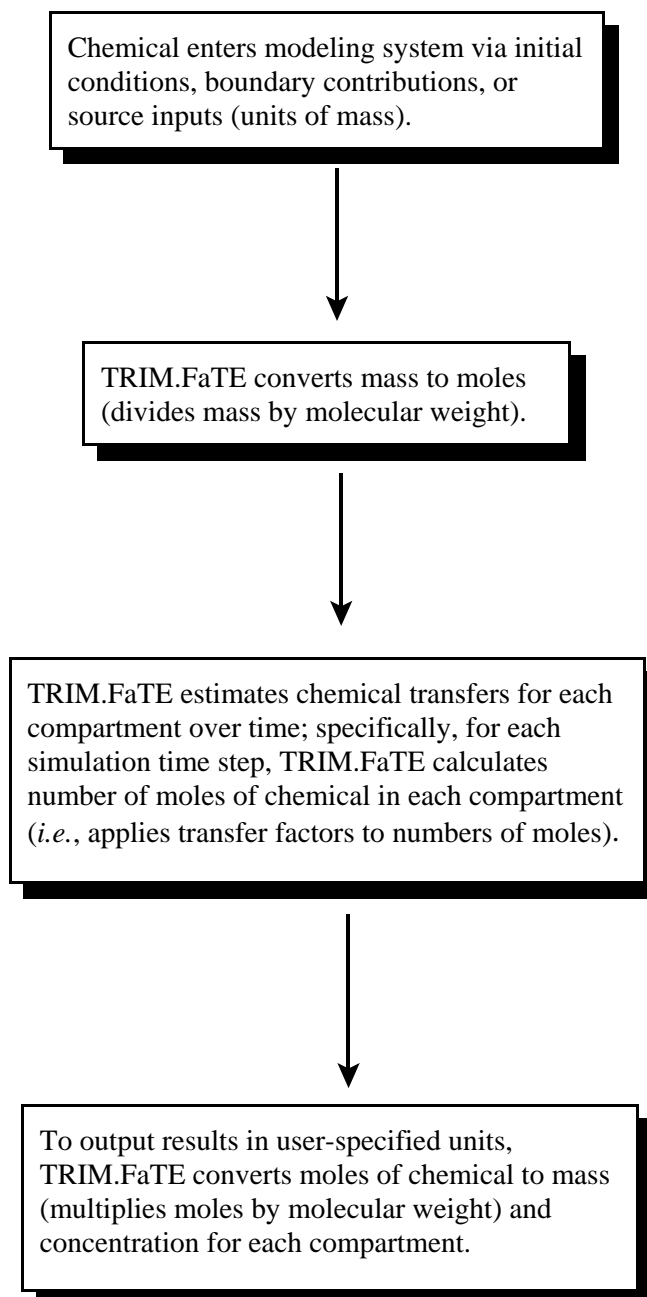 Chemical enters modeling system via initial
conditions, boundary contributions, or
source inputs (units of mass).
TRIM.FaTE converts mass to moles
(divides mass by molecular weight).
TRIM.FaTE estimates chemical transfers for each
compartment over time; specifically, for each
simulation time step, TRIM.FaTE calculates
number of moles of chemical in each compartment
(i.e., applies transfer factors to numbers of moles).
To output results in user-specified units,
TRIM.FaTE converts moles of chemical to mass
(multiplies moles by molecular weight) and
concentration for each compartment.